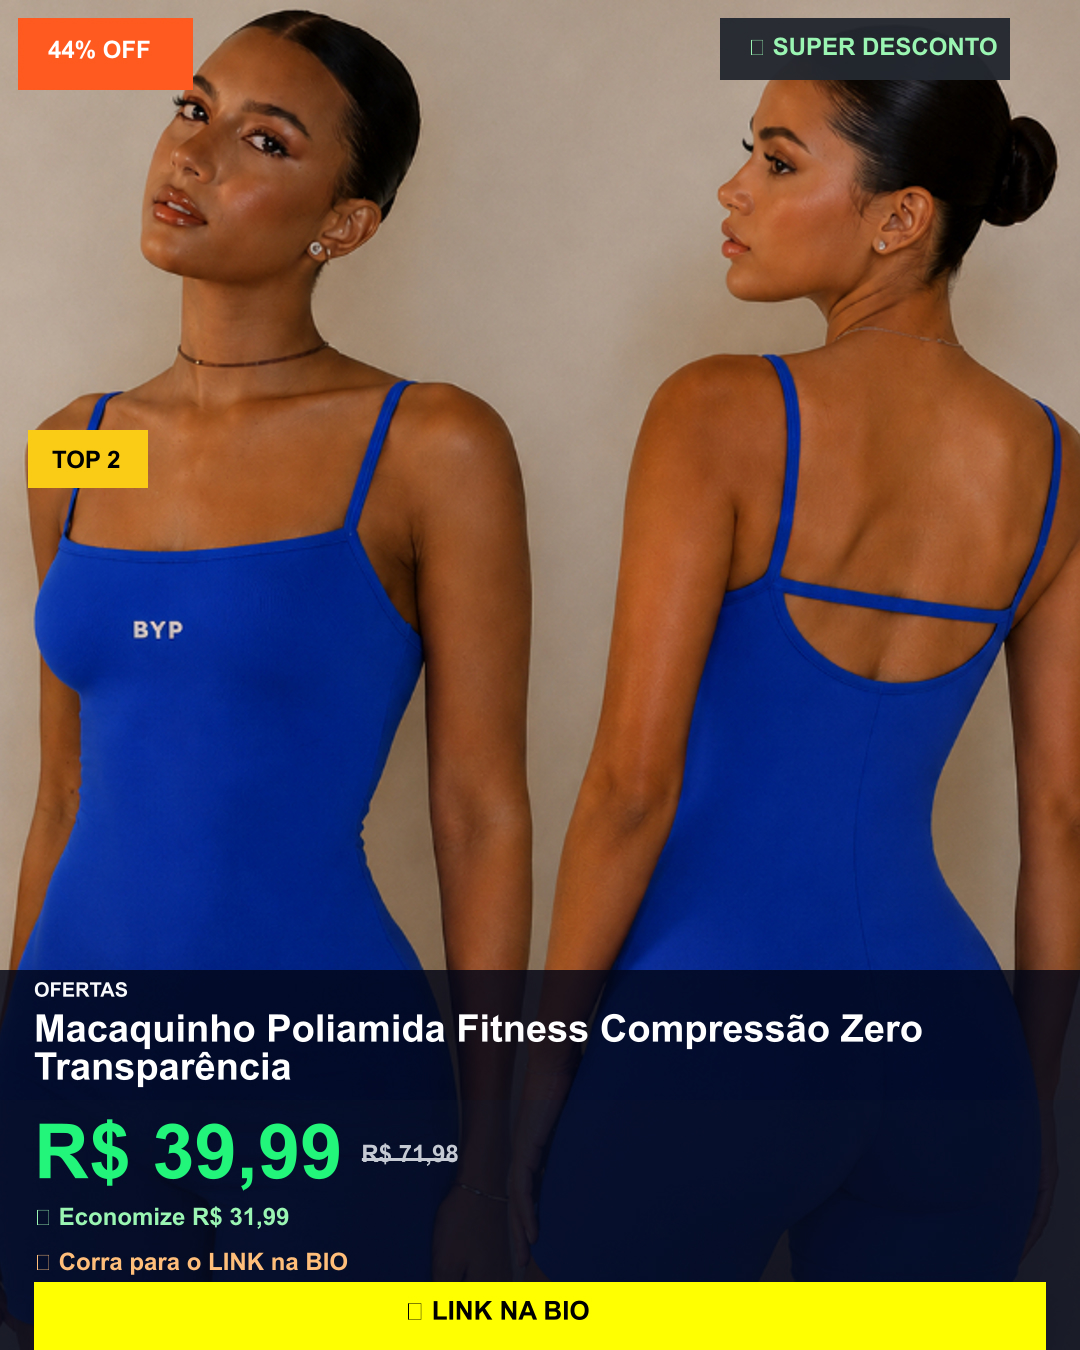 44% OFF
SUPER DESCONTO
TOP 2
BYP
OFERTAS
Macaquinho Poliamida Fitness Compressão Zero
Transparência
R$ 39,99 R$ 71,98
Economize R$ 31,99
Corra para o LINK na BIO
LINK NA BIO